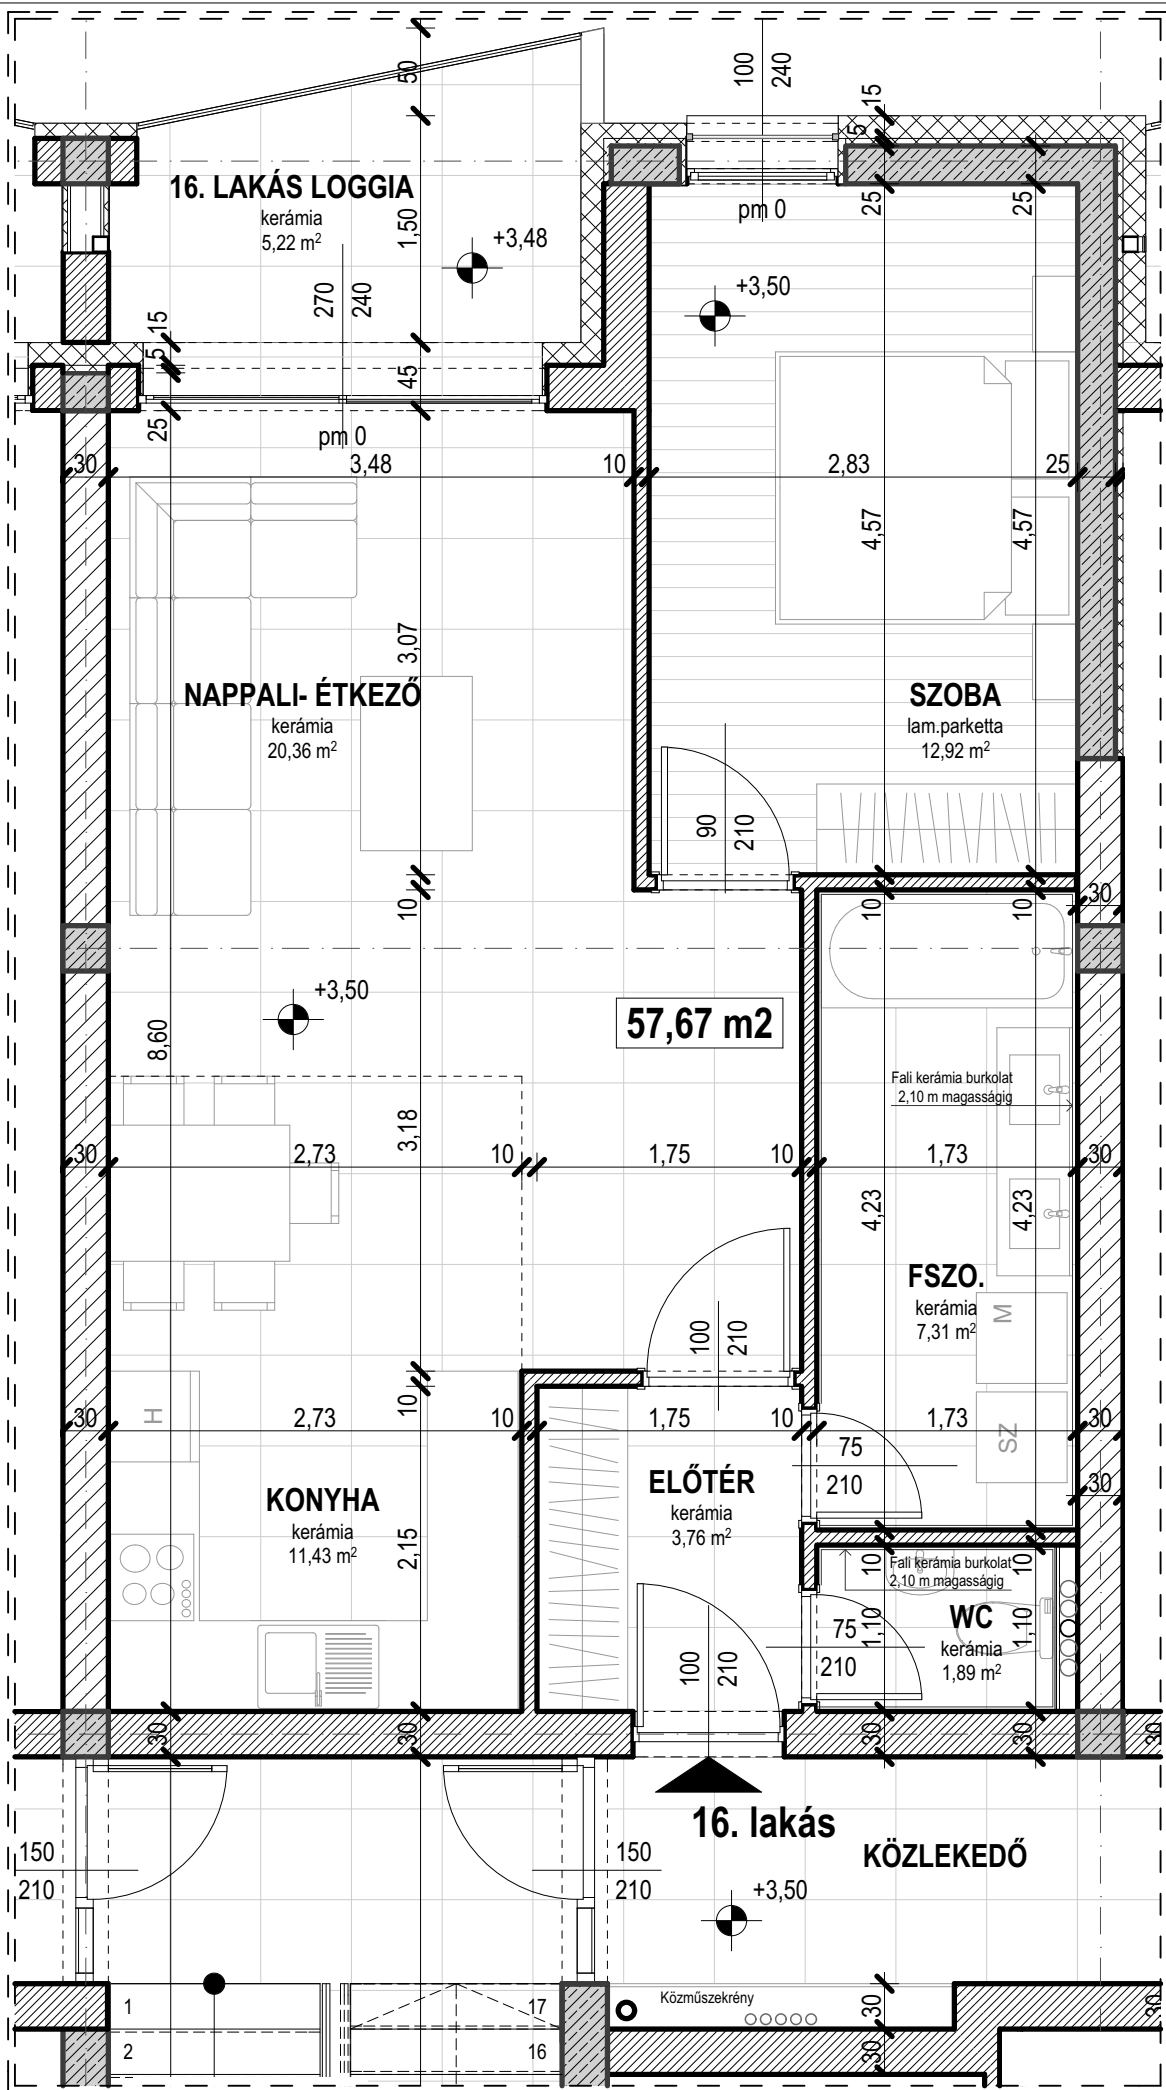 50
100
240
15
5
16. LAKÁS LOGGIA
kerámia
5,22 m²
1,50
+3,48
25
25
pm 0
+3,50
270
240
15
5
45
25
pm 0
30
3,48
10
2,83
25
4,57
4,57
3,07
NAPPALI- ÉTKEZŐ
kerámia
20,36 m²
SZOBA
lam.parketta
12,92 m²
90
210
10
10
10
30
+3,50
57,67 m2
8,60
Fali kerámia burkolat
2,10 m magasságig
3,18
30
2,73
10
1,75
10
1,73
30
4,23
4,23
FSZO.
kerámia
7,31 m²
M
100
210
10
H
30
2,73
10
1,75
10
1,73
30
SZ
75
210
30
KONYHA
kerámia
11,43 m²
ELŐTÉR
kerámia
3,76 m²
2,15
10
10
Fali kerámia burkolat
2,10 m magasságig
1,10
1,10
WC
kerámia
1,89 m²
75
210
100
210
30
30
30
30
30
16. lakás
KÖZLEKEDŐ
150
210
150
210
+3,50
1
2
17
16
Közműszekrény
30
30
30